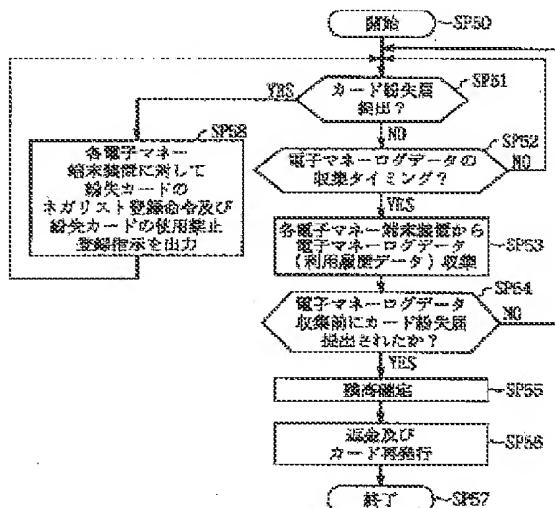 開始
SP50
カード紛失届
提出？
SP51
YES
NO
SP58
各電子マネー
端末装置に対して
紛失カードの
ネガリスト登録命令及び
紛失カードの使用禁止
登録指示を出力
電子マネーログデータの
収集タイミング？
SP52
NO
YES
各電子マネー端末装置から
電子マネーログデータ
(利用履歴データ) 収集
SP53
電子マネーログデータ
収集前にカード紛失届
提出されたか？
SP54
NO
YES
残高確定
SP55
返金及び
カード再発行
SP56
終了
SP57